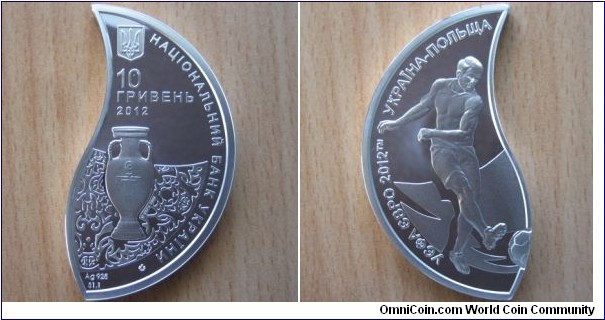 10
ГРИВЕНЬ
2012
НАЦІОНАЛЬНИЙ БАНК УКРАЇНИ
Ag 925
31.1
УЄФА ЄВРО 2012™ УКРАЇНА-ПОЛЬЩА
OmniCoin.com World Coin Community